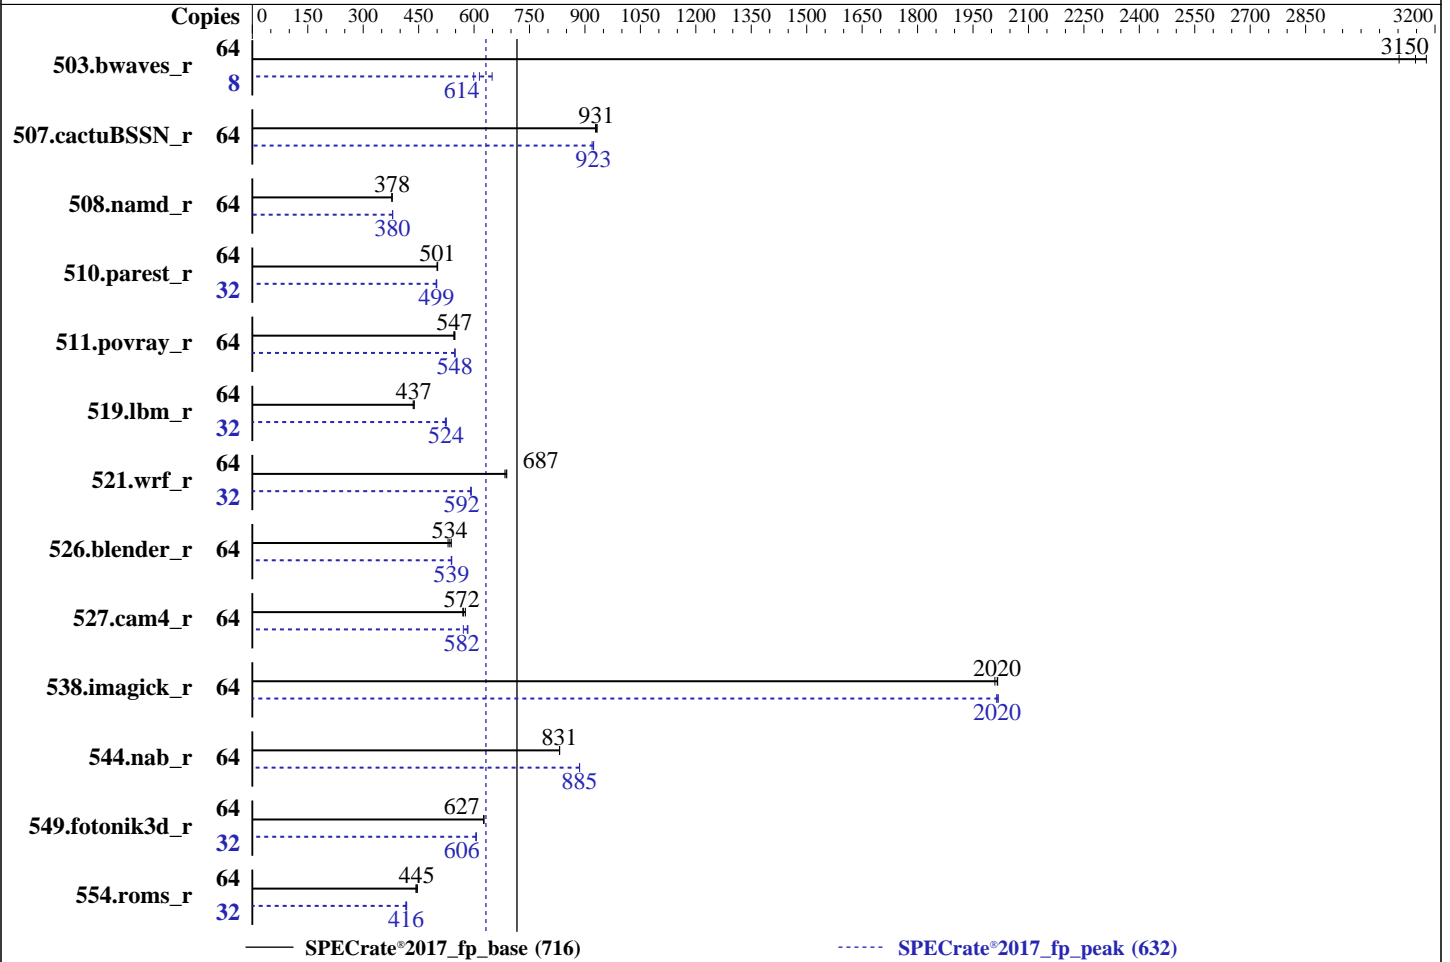 Copies 0 150 300 450 600 750 900 1050 1200 1350 1500 1650 1800 1950 2100 2250 2400 2550 2700 2850 3200
503.bwaves_r 64 3150
8 614
507.cactuBSSN_r 64 931
923
508.namd_r 64 378
380
510.parest_r 64 501
32 499
511.povray_r 64 547
548
519.lbm_r 64 437
32 524
521.wrf_r 64 687
32 592
526.blender_r 64 534
539
527.cam4_r 64 572
582
538.imagick_r 64 2020
2020
544.nab_r 64 831
885
549.fotonik3d_r 64 627
32 606
554.roms_r 64 445
32 416
SPECrate®2017_fp_base (716) SPECrate®2017_fp_peak (632)